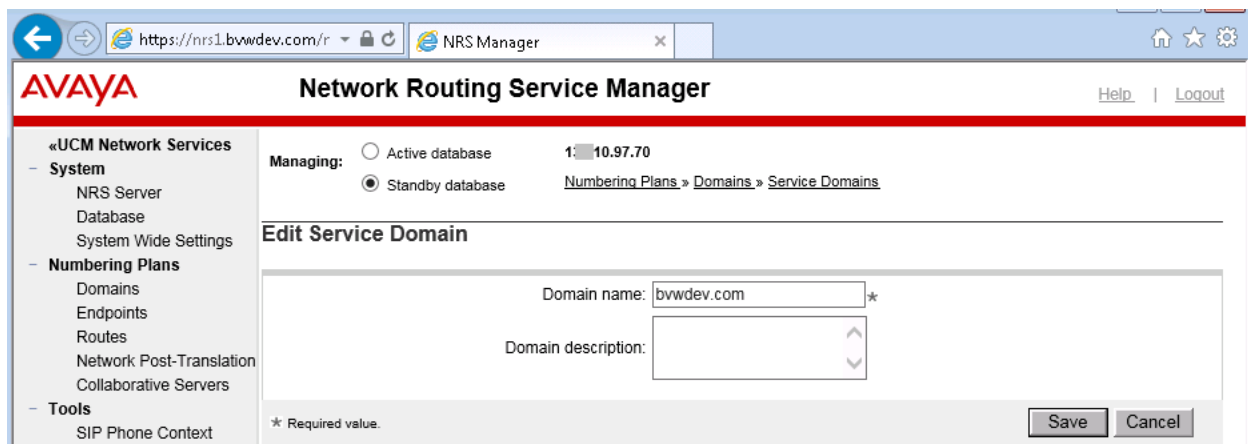 https://nrs1.bvwdev.com/r
NRS Manager
AVAYA
Network Routing Service Manager
Help | Logout
«UCM Network Services
− System
NRS Server
Database
System Wide Settings
− Numbering Plans
Domains
Endpoints
Routes
Network Post-Translation
Collaborative Servers
− Tools
SIP Phone Context
Managing:
Active database
Standby database
10.97.70
Numbering Plans » Domains » Service Domains
Edit Service Domain
Domain name: bvwdev.com *
Domain description:
* Required value.
Save Cancel